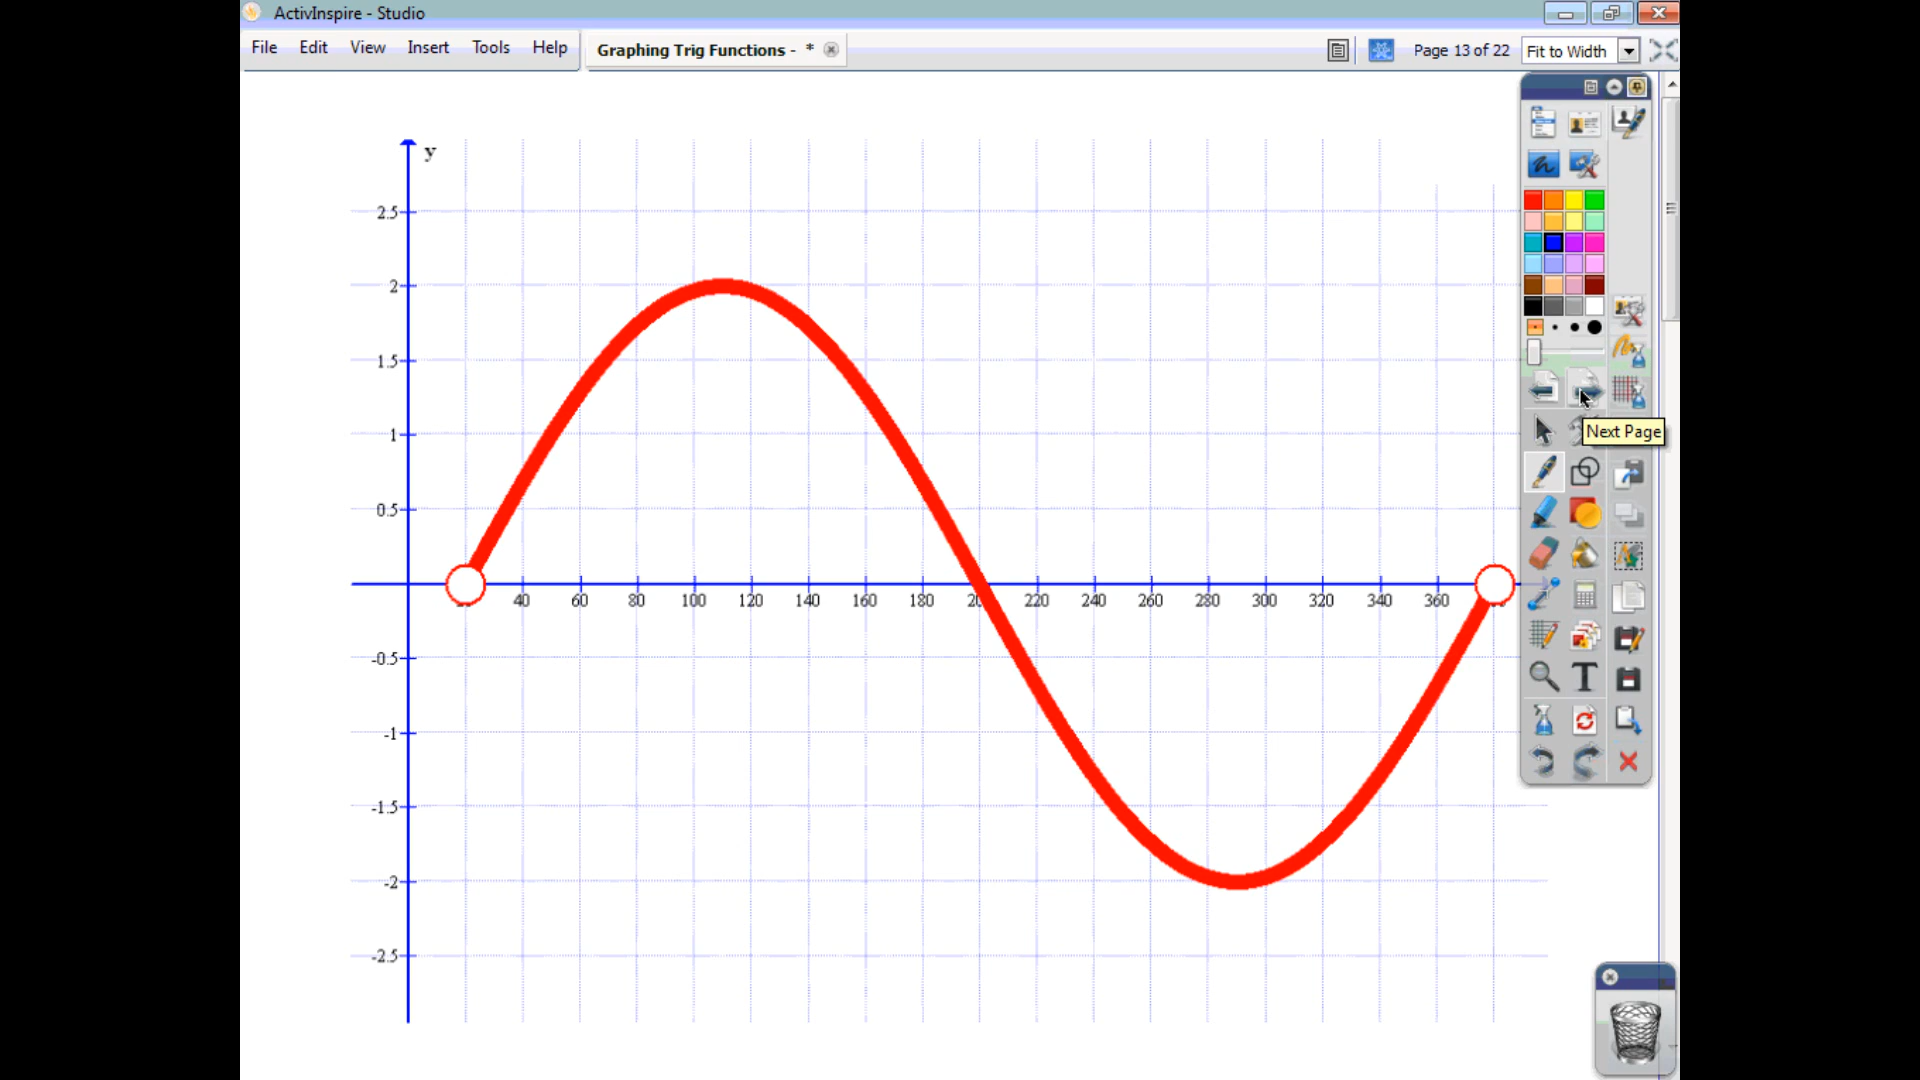 ActivInspire - Studio
File Edit View Insert Tools Help
Graphing Trig Functions - *
Page 13 of 22
Fit to Width
y
2.5
2
1.5
1
0.5
40 60 80 100 120 140 160 180 220 240 260 280 300 320 340 360
-0.5
-1
-1.5
-2
-2.5
Next Page
T